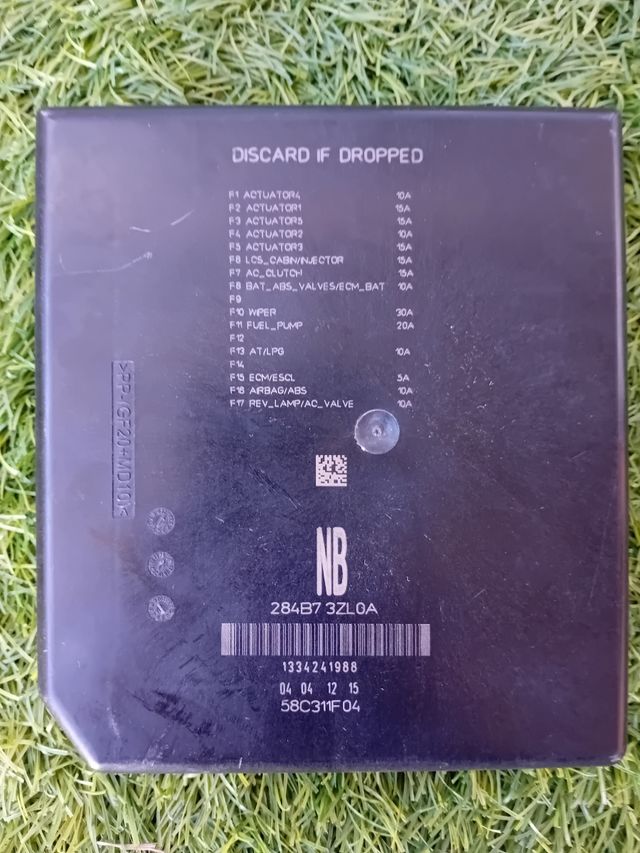 DISCARD IF DROPPED
F1 ACTUATOR4 10A
F2 ACTUATOR1 15A
F3 ACTUATOR5 15A
F4 ACTUATOR2 10A
F5 ACTUATOR3 15A
F6 LCS_CABIN/INJECTOR 15A
F7 AC_CLUTCH 15A
F8 BAT_ABS_VALVES/ECM_BAT 10A
F9
F10 WIPER 30A
F11 FUEL_PUMP 20A
F12
F13 AT/LPG 10A
F14
F15 ECM/ESCL 5A
F16 AIRBAG/ABS 10A
F17 REV_LAMP/AC_VALVE 10A
>PP-(GF20+MD10)<
NB
284B7 3ZL0A
1334241988
04 04 12 15
58C311F04